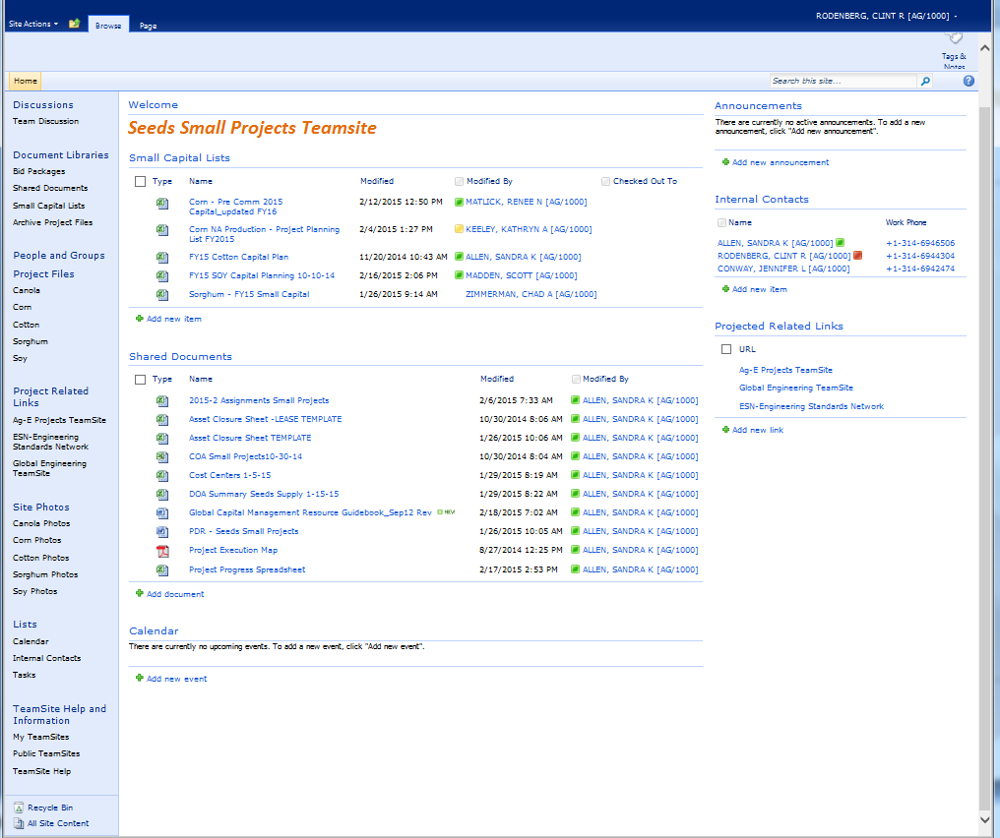 Site Actions
Browse
Page
RODENBERG, CLINT R [AG/1000]
Tags &
Notes
Home
Search this site...
Discussions
Team Discussion
Document Libraries
Bid Packages
Shared Documents
Small Capital Lists
Archive Project Files
People and Groups
Project Files
Canola
Corn
Cotton
Sorghum
Soy
Project Related
Links
Ag-E Projects TeamSite
ESN-Engineering
Standards Network
Global Engineering
TeamSite
Site Photos
Canola Photos
Corn Photos
Cotton Photos
Sorghum Photos
Soy Photos
Lists
Calendar
Internal Contacts
Tasks
TeamSite Help and
Information
My TeamSites
Public TeamSites
TeamSite Help
Recycle Bin
All Site Content
Welcome
Seeds Small Projects Teamsite
Small Capital Lists
Type Name Modified Modified By Checked Out To
Corn - Pre Comm 2015 2/12/2015 12:50 PM MATLICK, RENEE N [AG/1000]
Capital_updated FY16
Corn NA Production - Project Planning 2/4/2015 1:27 PM KEELEY, KATHRYN A [AG/1000]
List FY2015
FY15 Cotton Capital Plan 11/20/2014 10:43 AM ALLEN, SANDRA K [AG/1000]
FY15 SOY Capital Planning 10-10-14 2/16/2015 2:06 PM MADDEN, SCOTT [AG/1000]
Sorghum - FY15 Small Capital 1/26/2015 9:14 AM ZIMMERMAN, CHAD A [AG/1000]
Add new item
Shared Documents
Type Name Modified Modified By
2015-2 Assignments Small Projects 2/6/2015 7:33 AM ALLEN, SANDRA K [AG/1000]
Asset Closure Sheet -LEASE TEMPLATE 10/30/2014 8:06 AM ALLEN, SANDRA K [AG/1000]
Asset Closure Sheet TEMPLATE 1/26/2015 10:06 AM ALLEN, SANDRA K [AG/1000]
COA Small Projects10-30-14 10/30/2014 8:04 AM ALLEN, SANDRA K [AG/1000]
Cost Centers 1-5-15 1/29/2015 8:19 AM ALLEN, SANDRA K [AG/1000]
DOA Summary Seeds Supply 1-15-15 1/29/2015 8:22 AM ALLEN, SANDRA K [AG/1000]
Global Capital Management Resource Guidebook_Sep12 Rev NEW 2/18/2015 7:02 AM ALLEN, SANDRA K [AG/1000]
PDR - Seeds Small Projects 1/26/2015 10:05 AM ALLEN, SANDRA K [AG/1000]
Project Execution Map 8/27/2014 12:25 PM ALLEN, SANDRA K [AG/1000]
Project Progress Spreadsheet 2/17/2015 2:53 PM ALLEN, SANDRA K [AG/1000]
Add document
Calendar
There are currently no upcoming events. To add a new event, click "Add new event".
Add new event
Announcements
There are currently no active announcements. To add a new
announcement, click "Add new announcement".
Add new announcement
Internal Contacts
Name Work Phone
ALLEN, SANDRA K [AG/1000] +1-314-6946506
RODENBERG, CLINT R [AG/1000] +1-314-6944304
CONWAY, JENNIFER L [AG/1000] +1-314-6942474
Add new item
Projected Related Links
URL
Ag-E Projects TeamSite
Global Engineering TeamSite
ESN-Engineering Standards Network
Add new link